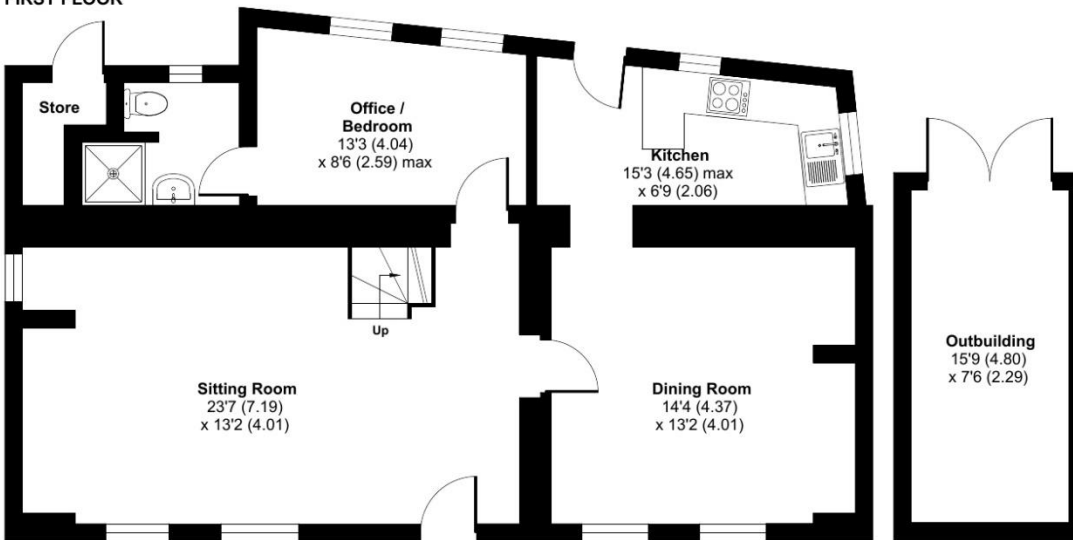 FIRST FLOOR
Store
Office /
Bedroom
13'3 (4.04)
x 8'6 (2.59) max
Kitchen
15'3 (4.65) max
x 6'9 (2.06)
Up
Sitting Room
23'7 (7.19)
x 13'2 (4.01)
Dining Room
14'4 (4.37)
x 13'2 (4.01)
Outbuilding
15'9 (4.80)
x 7'6 (2.29)